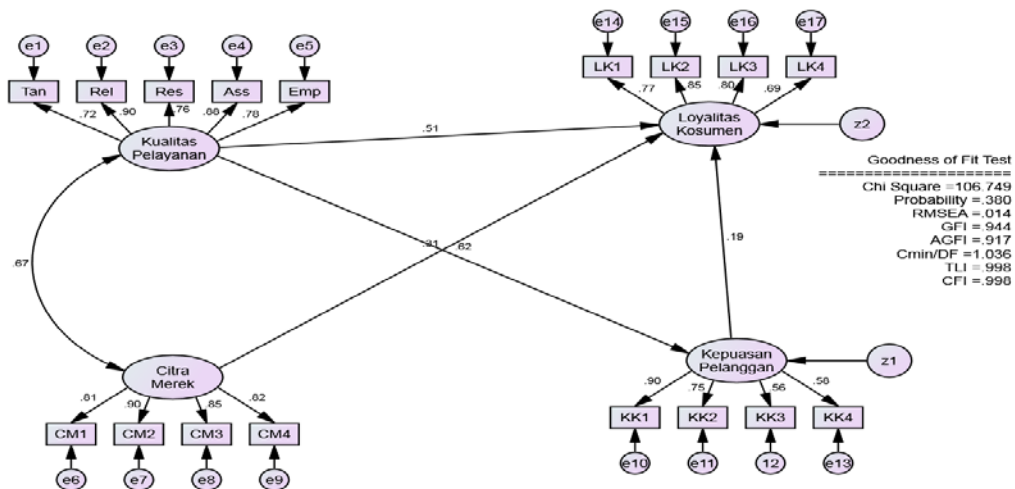 e1
e2
e3
e4
e5
Tan
Rel
Res
Ass
Emp
.72
.90
.76
.88
.78
Kualitas
Pelayanan
e14
e15
e16
e17
LK1
LK2
LK3
LK4
.77
.85
.80
.69
Loyalitas
Kosumen
z2
.51
Goodness of Fit Test
=====================
Chi Square =106.749
Probability =.380
RMSEA =.014
GFI =.944
AGFI =.917
Cmin/DF =1.036
TLI =.998
CFI =.998
.67
.62
.19
Citra
Merek
.81
.90
.85
.82
CM1
CM2
CM3
CM4
e6
e7
e8
e9
Kepuasan
Pelanggan
z1
.90
.75
.56
.58
KK1
KK2
KK3
KK4
e10
e11
12
e13